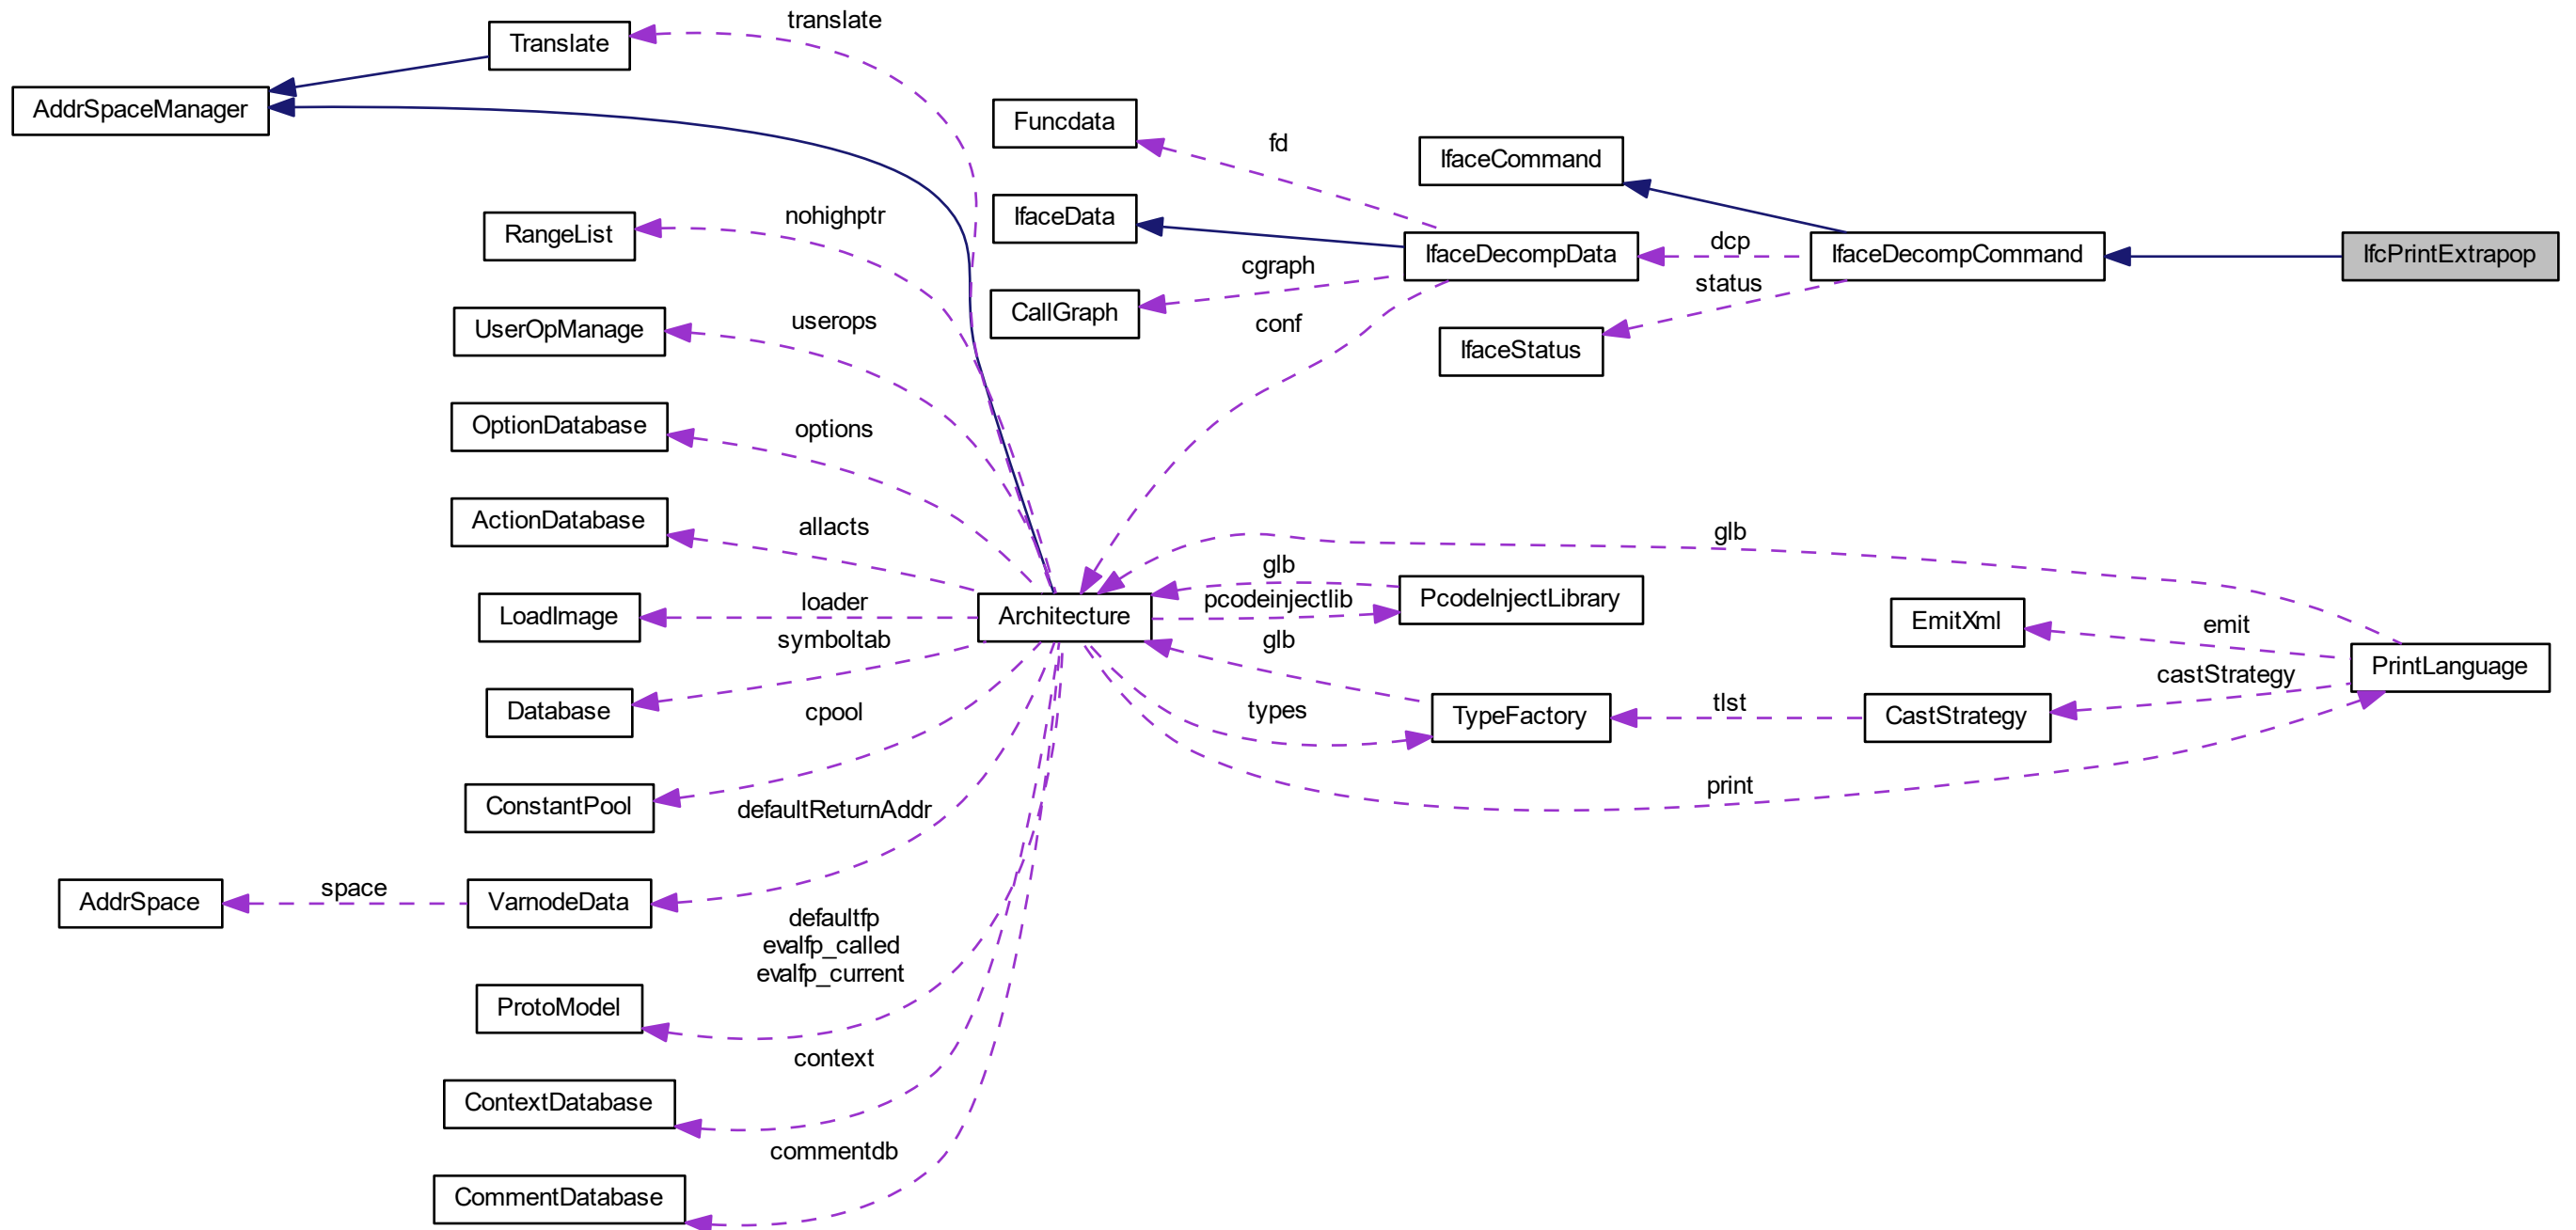 translate
Translate
AddrSpaceManager
Funcdata
fd
IfaceCommand
nohighptr
RangeList
IfaceData
dcp
IfaceDecompData
IfaceDecompCommand
IfcPrintExtrapop
cgraph
status
CallGraph
conf
userops
UserOpManage
IfaceStatus
options
OptionDatabase
allacts
ActionDatabase
glb
glb
loader
pcodeinjectlib
PcodeInjectLibrary
LoadImage
Architecture
EmitXml
emit
symboltab
glb
PrintLanguage
castStrategy
Database
cpool
types
TypeFactory
tlst
CastStrategy
print
ConstantPool
defaultReturnAddr
space
AddrSpace
VarnodeData
defaultfp
evalfp_called
evalfp_current
ProtoModel
context
ContextDatabase
commentdb
CommentDatabase